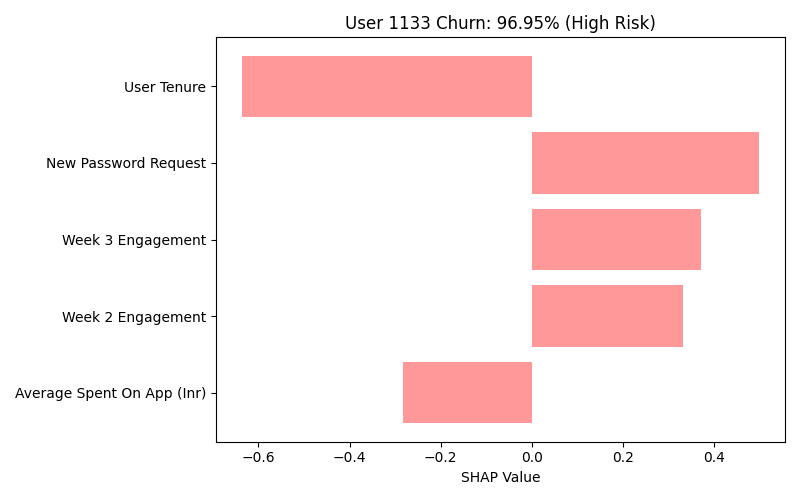 User 1133 Churn: 96.95% (High Risk)
User Tenure
New Password Request
Week 3 Engagement
Week 2 Engagement
Average Spent On App (Inr)
−0.6 −0.4 −0.2 0.0 0.2 0.4
SHAP Value